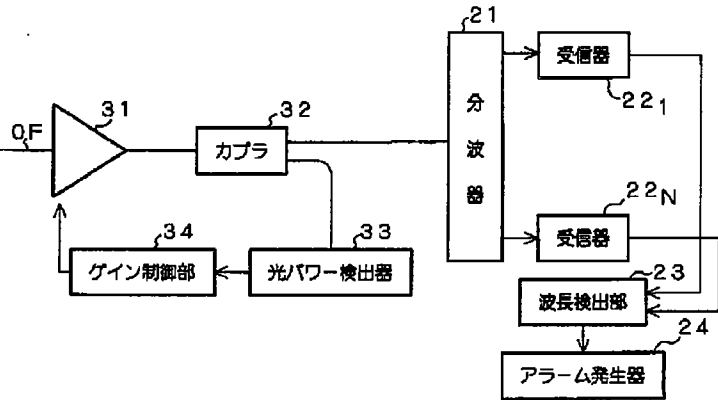 21
受信器
22₁
分波器
31
OF
32
カプラ
22N
受信器
34
ゲイン制御部
33
光パワー検出器
23
波長検出部
24
アラーム発生器